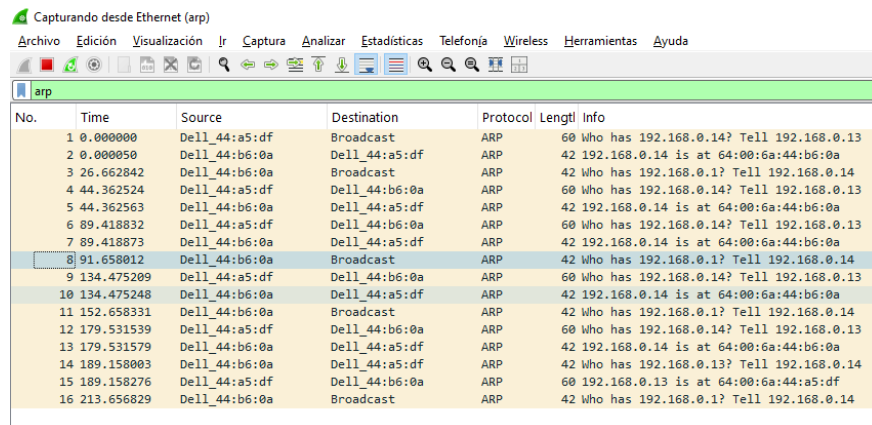 Capturando desde Ethernet (arp)
Archivo Edición Visualización Ir Captura Analizar Estadísticas Telefonía Wireless Herramientas Ayuda
arp
No. Time Source Destination Protocol Lengtl Info
1 0.000000 Dell_44:a5:df Broadcast ARP 60 Who has 192.168.0.14? Tell 192.168.0.13
2 0.000050 Dell_44:b6:0a Dell_44:a5:df ARP 42 192.168.0.14 is at 64:00:6a:44:b6:0a
3 26.662842 Dell_44:b6:0a Broadcast ARP 42 Who has 192.168.0.1? Tell 192.168.0.14
4 44.362524 Dell_44:a5:df Dell_44:b6:0a ARP 60 Who has 192.168.0.14? Tell 192.168.0.13
5 44.362563 Dell_44:b6:0a Dell_44:a5:df ARP 42 192.168.0.14 is at 64:00:6a:44:b6:0a
6 89.418832 Dell_44:a5:df Dell_44:b6:0a ARP 60 Who has 192.168.0.14? Tell 192.168.0.13
7 89.418873 Dell_44:b6:0a Dell_44:a5:df ARP 42 192.168.0.14 is at 64:00:6a:44:b6:0a
8 91.658012 Dell_44:b6:0a Broadcast ARP 42 Who has 192.168.0.1? Tell 192.168.0.14
9 134.475209 Dell_44:a5:df Dell_44:b6:0a ARP 60 Who has 192.168.0.14? Tell 192.168.0.13
10 134.475248 Dell_44:b6:0a Dell_44:a5:df ARP 42 192.168.0.14 is at 64:00:6a:44:b6:0a
11 152.658331 Dell_44:b6:0a Broadcast ARP 42 Who has 192.168.0.1? Tell 192.168.0.14
12 179.531539 Dell_44:a5:df Dell_44:b6:0a ARP 60 Who has 192.168.0.14? Tell 192.168.0.13
13 179.531579 Dell_44:b6:0a Dell_44:a5:df ARP 42 192.168.0.14 is at 64:00:6a:44:b6:0a
14 189.158003 Dell_44:b6:0a Dell_44:a5:df ARP 42 Who has 192.168.0.13? Tell 192.168.0.14
15 189.158276 Dell_44:a5:df Dell_44:b6:0a ARP 60 192.168.0.13 is at 64:00:6a:44:a5:df
16 213.656829 Dell_44:b6:0a Broadcast ARP 42 Who has 192.168.0.1? Tell 192.168.0.14